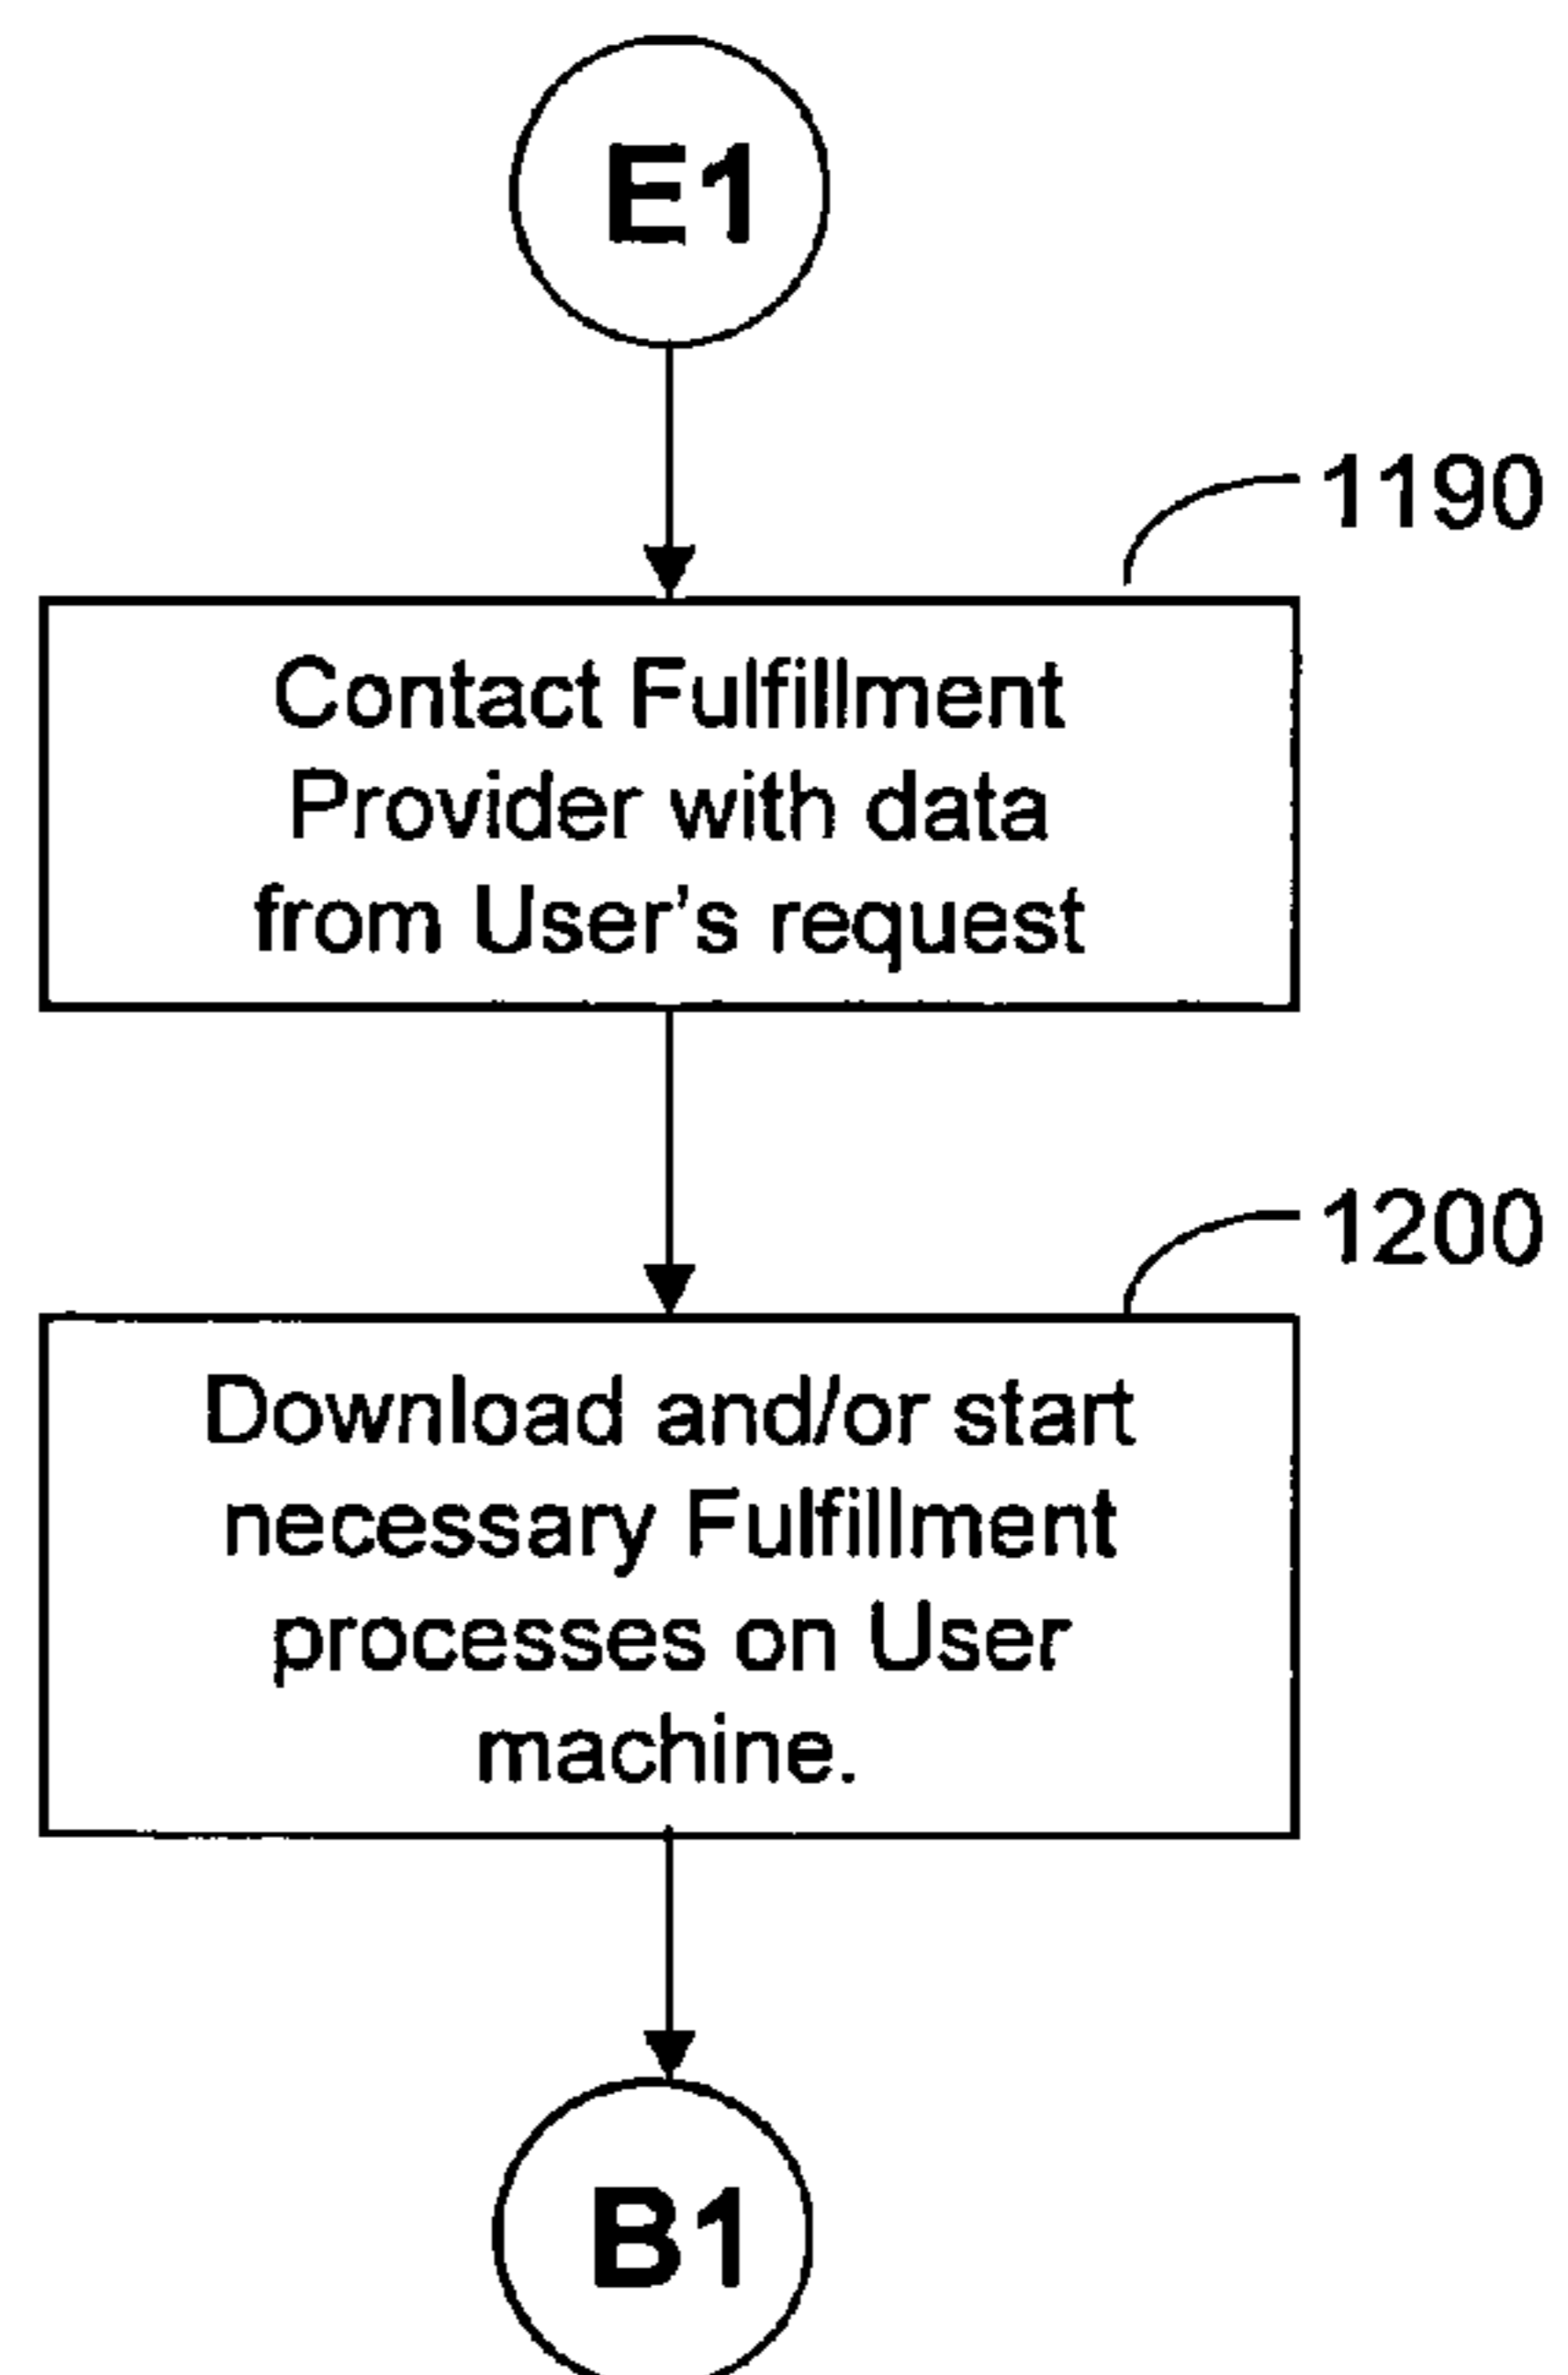 E1
1190
Contact Fulfillment
Provider with data
from User's request
1200
Download and/or start
necessary Fulfillment
processes on User
machine.
B1